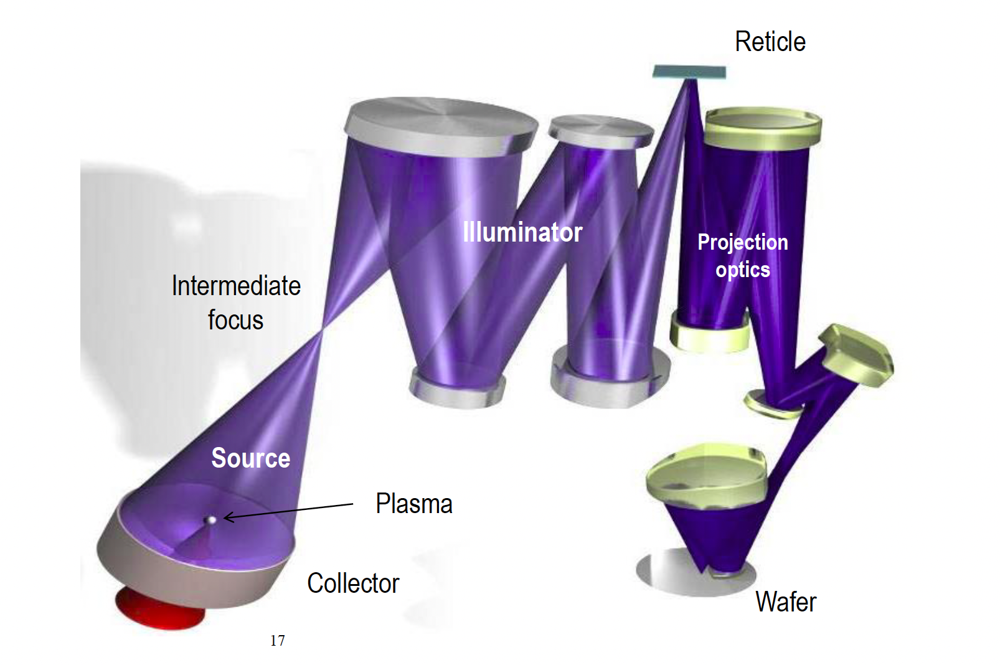 Reticle
Illuminator
Projection
optics
Intermediate
focus
Source
Plasma
Collector
Wafer
17